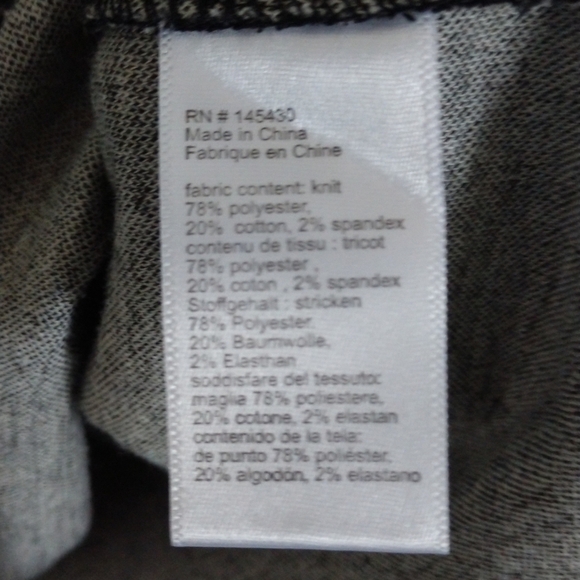 RN # 145430
Made in China
Fabrique en Chine
fabric content: knit
78% polyester,
20% cotton, 2% spandex
contenu de tissu : tricot
78% polyester ,
20% coton , 2% spandex
Stoffgehalt : stricken
78% Polyester,
20% Baumwolle,
2% Elasthan
soddisfare del tessuto:
maglia 78% poliestere,
20% cotone, 2% elastan
contenido de la tela:
de punto 78% poliéster,
20% algodón, 2% elastano